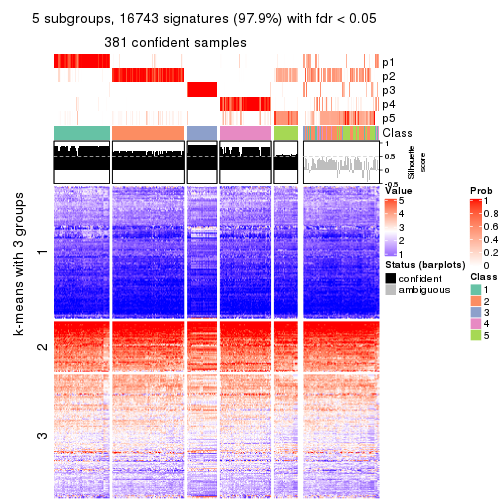 5 subgroups, 16743 signatures (97.9%) with fdr < 0.05
381 confident samples
p1
p2
p3
p4
p5
Class
1
0.5
0
-0.5
Silhouette
score
k-means with 3 groups
1
2
3
Value
5
4
3
2
1
Status (barplots)
confident
ambiguous
Prob
1
0.8
0.6
0.4
0.2
0
Class
1
2
3
4
5